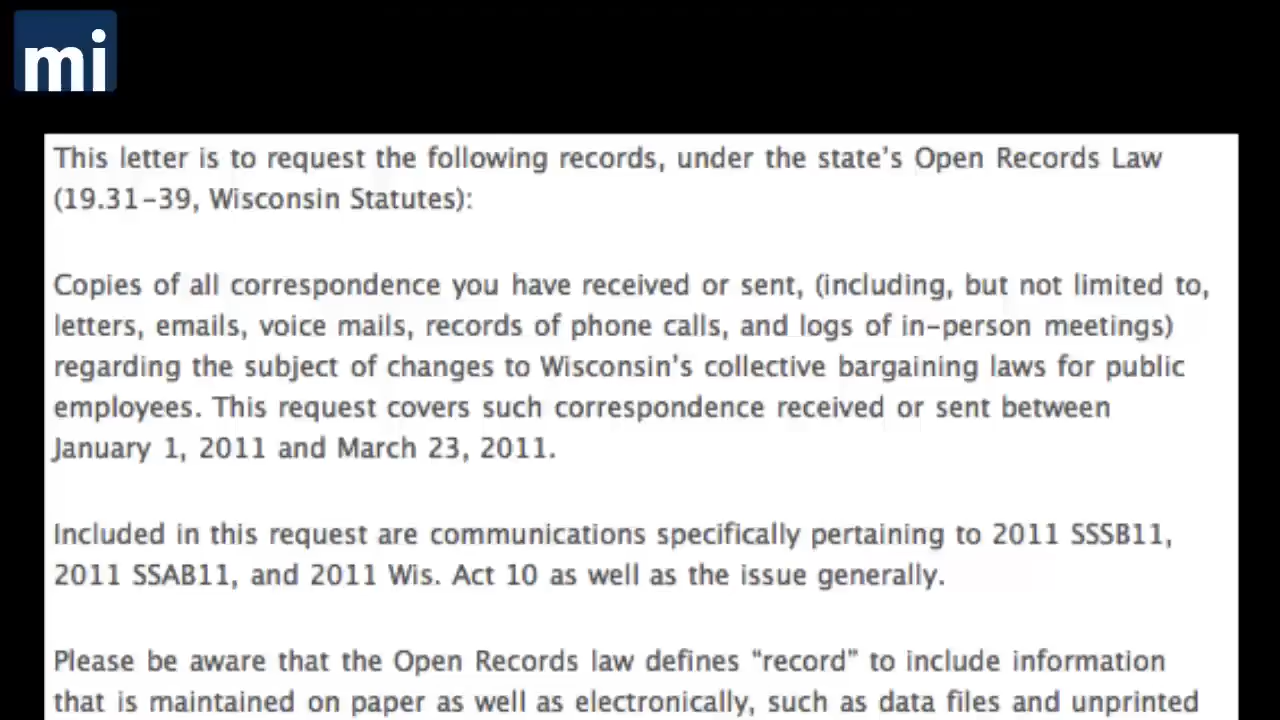 mi
This letter is to request the following records, under the state’s Open Records Law
(19.31–39, Wisconsin Statutes):
Copies of all correspondence you have received or sent, (including, but not limited to,
letters, emails, voice mails, records of phone calls, and logs of in–person meetings)
regarding the subject of changes to Wisconsin’s collective bargaining laws for public
employees. This request covers such correspondence received or sent between
January 1, 2011 and March 23, 2011.
Included in this request are communications specifically pertaining to 2011 SSSB11,
2011 SSAB11, and 2011 Wis. Act 10 as well as the issue generally.
Please be aware that the Open Records law defines “record” to include information
that is maintained on paper as well as electronically, such as data files and unprinted